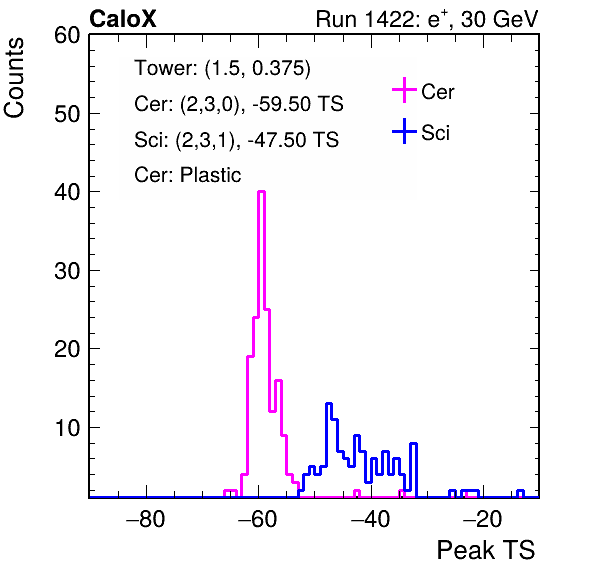 CaloX Run 1422: e⁺, 30 GeV
Counts
60
50
40
30
20
10
Tower: (1.5, 0.375)
Cer: (2,3,0), -59.50 TS
Sci: (2,3,1), -47.50 TS
Cer: Plastic
Cer
Sci
−80 −60 −40 −20
Peak TS